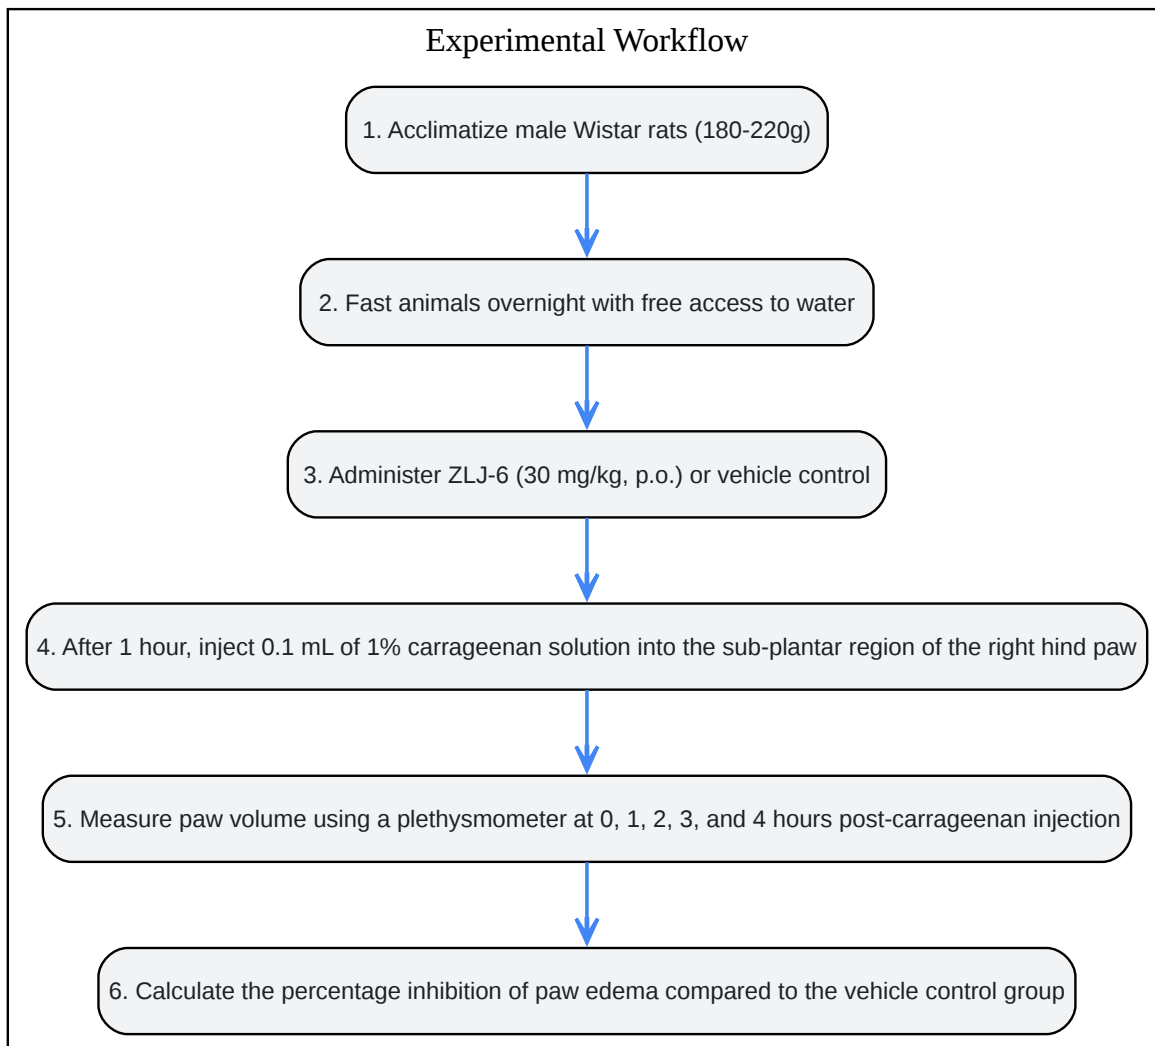 Experimental Workflow
1. Acclimatize male Wistar rats (180-220g)
2. Fast animals overnight with free access to water
3. Administer ZLJ-6 (30 mg/kg, p.o.) or vehicle control
4. After 1 hour, inject 0.1 mL of 1% carrageenan solution into the sub-plantar region of the right hind paw
5. Measure paw volume using a plethysmometer at 0, 1, 2, 3, and 4 hours post-carrageenan injection
6. Calculate the percentage inhibition of paw edema compared to the vehicle control group